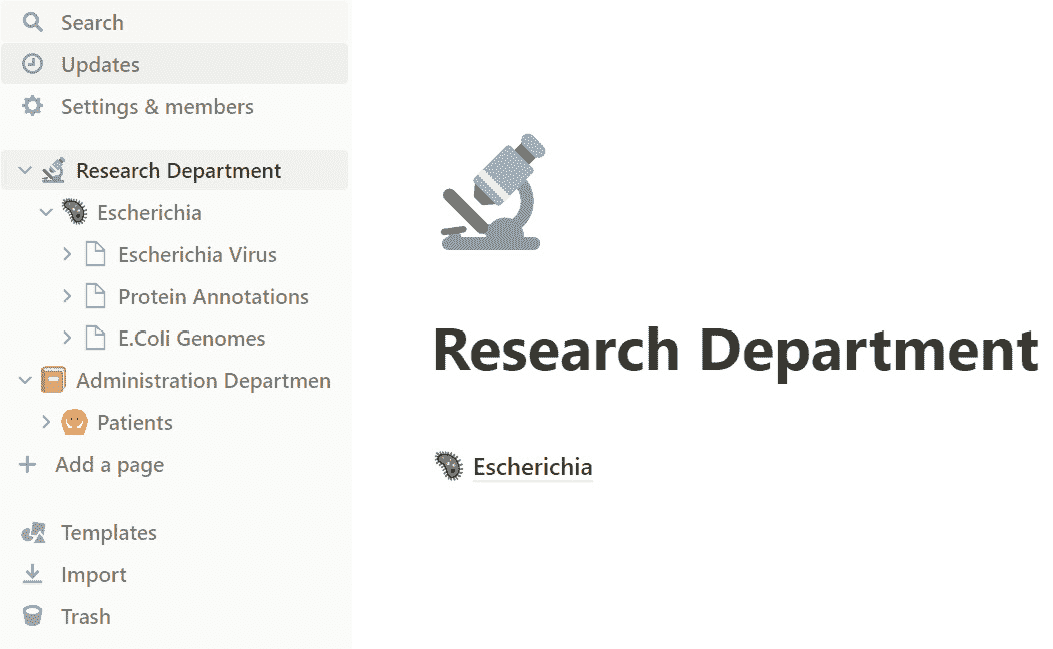 Search
Updates
Settings & members
Research Department
Escherichia
Escherichia Virus
Protein Annotations
E.Coli Genomes
Administration Departmen
Patients
Add a page
Templates
Import
Trash
Research Department
Escherichia